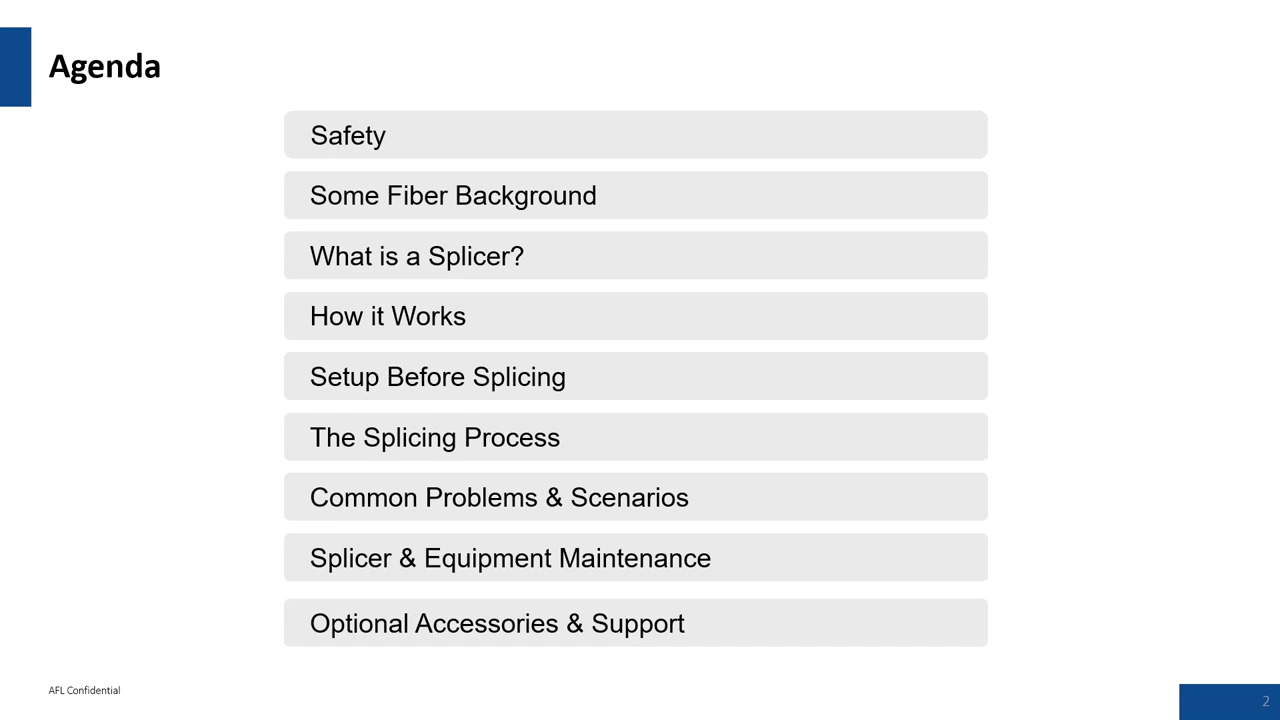 Agenda
Safety
Some Fiber Background
What is a Splicer?
How it Works
Setup Before Splicing
The Splicing Process
Common Problems & Scenarios
Splicer & Equipment Maintenance
Optional Accessories & Support
AFL Confidential
2